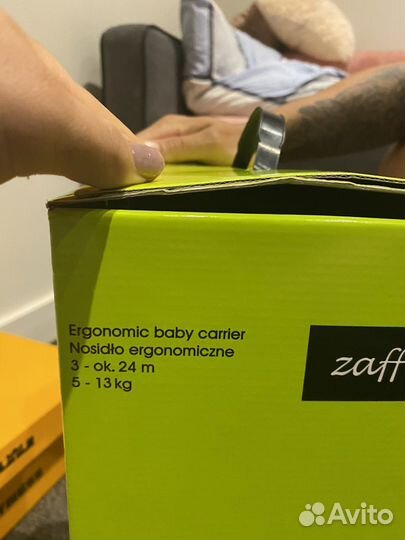 Ergonomic baby carrier
Nosidło ergonomiczne
3 - ok. 24 m
5 - 13 kg
zaff
Avito